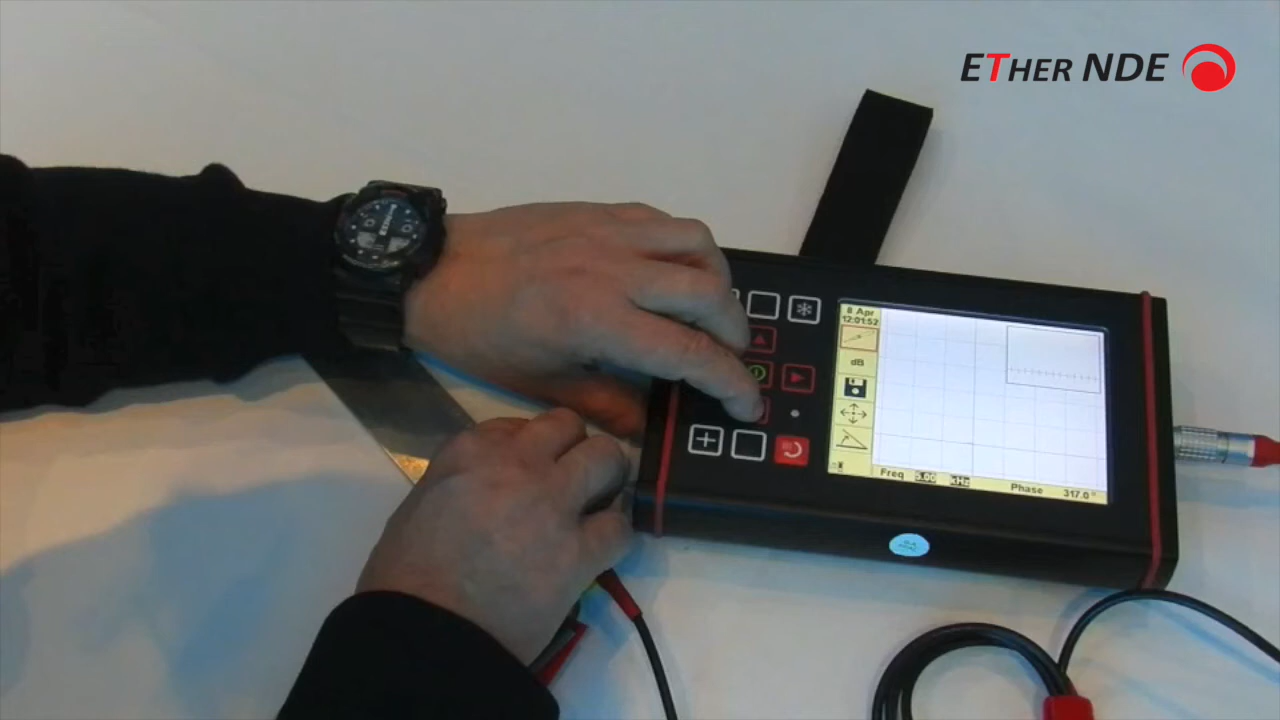 ETHER NDE
8 Apr
12:01:52
dB
Freq 5.00 kHz Phase 317.0 °